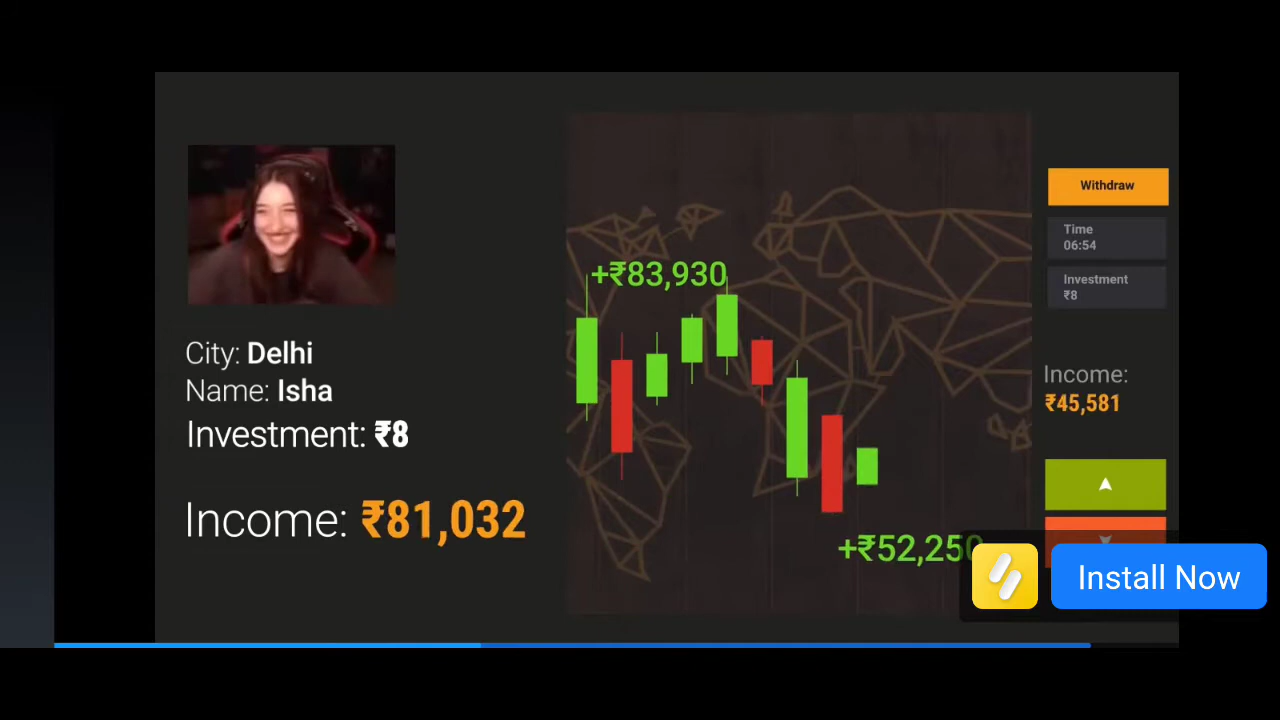 City: Delhi
Name: Isha
Investment: ₹8
Income: ₹81,032
+₹83,930
+₹52,250
Withdraw
Time
06:54
Investment
₹8
Income:
₹45,581
Install Now